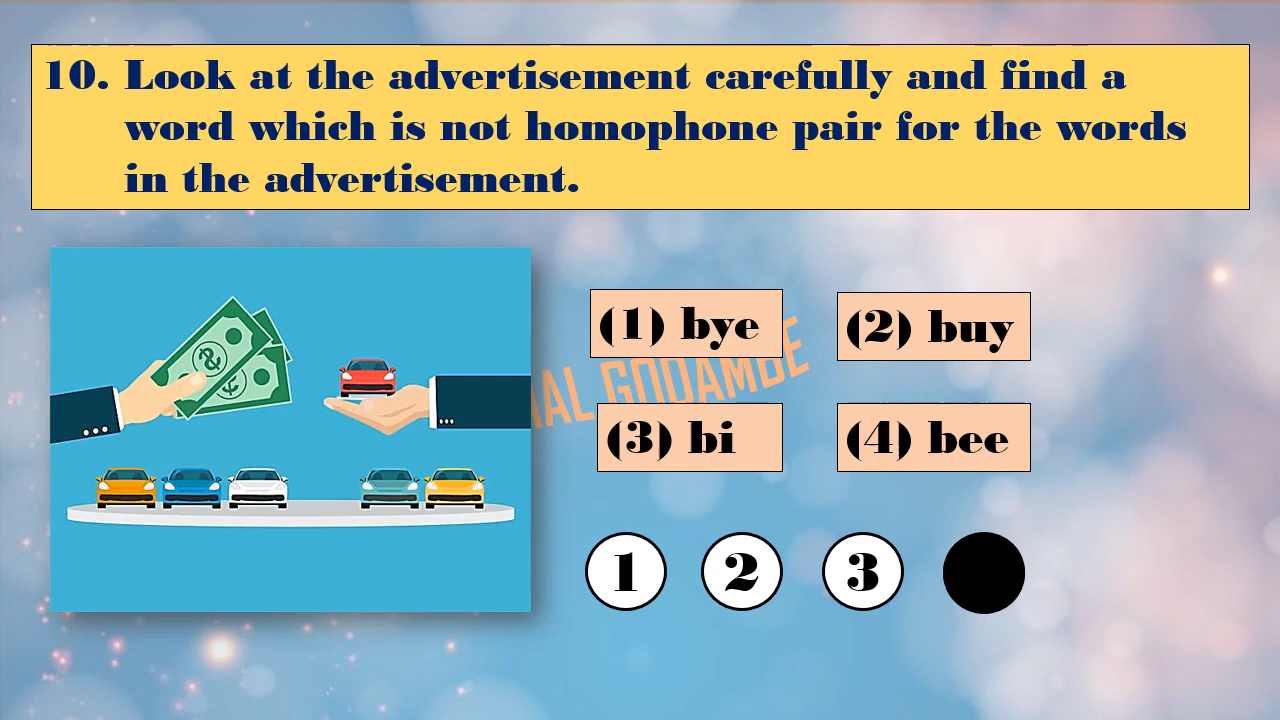 10. Look at the advertisement carefully and find a
word which is not homophone pair for the words
in the advertisement.
(1) bye
(2) buy
GODAMBE
(3) bi
(4) bee
1 2 3